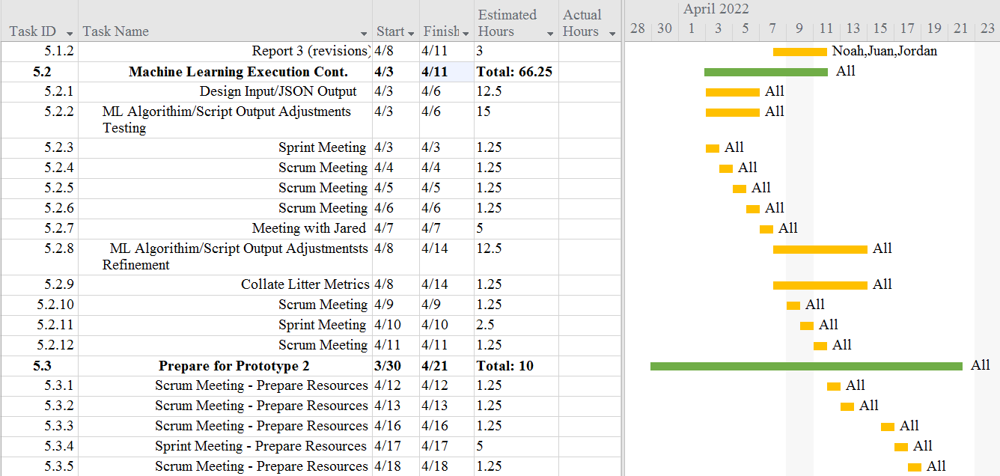 April 2022
Estimated Actual
Task ID Task Name Start Finish Hours Hours 28 30 1 3 5 7 9 11 13 15 17 19 21 23
5.1.2 Report 3 (revisions) 4/8 4/11 3 Noah,Juan,Jordan
5.2 Machine Learning Execution Cont. 4/3 4/11 Total: 66.25 All
5.2.1 Design Input/JSON Output 4/3 4/6 12.5 All
5.2.2 ML Algorithim/Script Output Adjustments 4/3 4/6 15 All
Testing
5.2.3 Sprint Meeting 4/3 4/3 1.25 All
5.2.4 Scrum Meeting 4/4 4/4 1.25 All
5.2.5 Scrum Meeting 4/5 4/5 1.25 All
5.2.6 Scrum Meeting 4/6 4/6 1.25 All
5.2.7 Meeting with Jared 4/7 4/7 5 All
5.2.8 ML Algorithim/Script Output Adjustmentsts 4/8 4/14 12.5 All
Refinement
5.2.9 Collate Litter Metrics 4/8 4/14 1.25 All
5.2.10 Scrum Meeting 4/9 4/9 1.25 All
5.2.11 Sprint Meeting 4/10 4/10 2.5 All
5.2.12 Scrum Meeting 4/11 4/11 1.25 All
5.3 Prepare for Prototype 2 3/30 4/21 Total: 10 All
5.3.1 Scrum Meeting - Prepare Resources 4/12 4/12 1.25 All
5.3.2 Scrum Meeting - Prepare Resources 4/13 4/13 1.25 All
5.3.3 Scrum Meeting - Prepare Resources 4/16 4/16 1.25 All
5.3.4 Sprint Meeting - Prepare Resources 4/17 4/17 5 All
5.3.5 Scrum Meeting - Prepare Resources 4/18 4/18 1.25 All